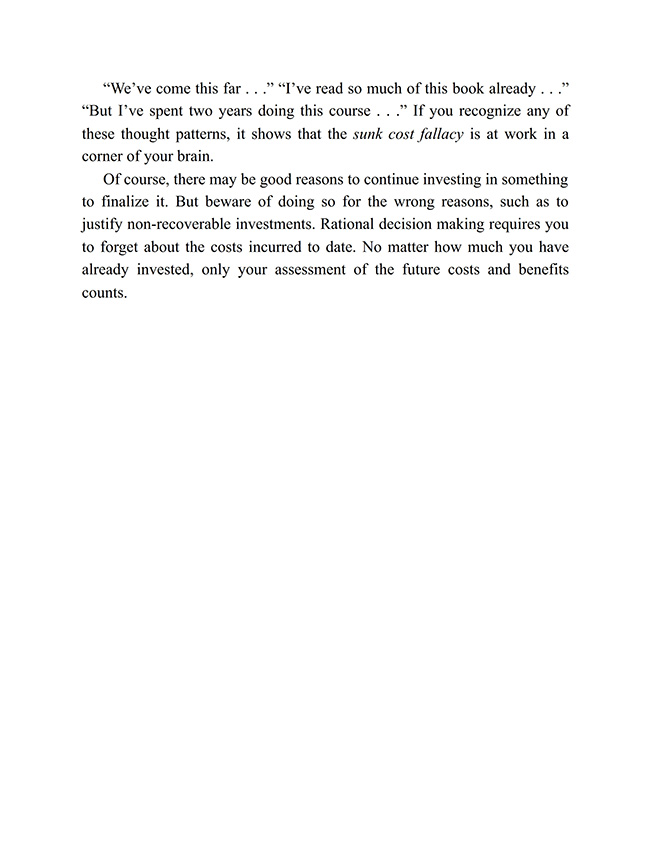 “We’ve come this far . . .” “I’ve read so much of this book already . . .”
“But I’ve spent two years doing this course . . .” If you recognize any of
these thought patterns, it shows that the sunk cost fallacy is at work in a
corner of your brain.
Of course, there may be good reasons to continue investing in something
to finalize it. But beware of doing so for the wrong reasons, such as to
justify non-recoverable investments. Rational decision making requires you
to forget about the costs incurred to date. No matter how much you have
already invested, only your assessment of the future costs and benefits
counts.